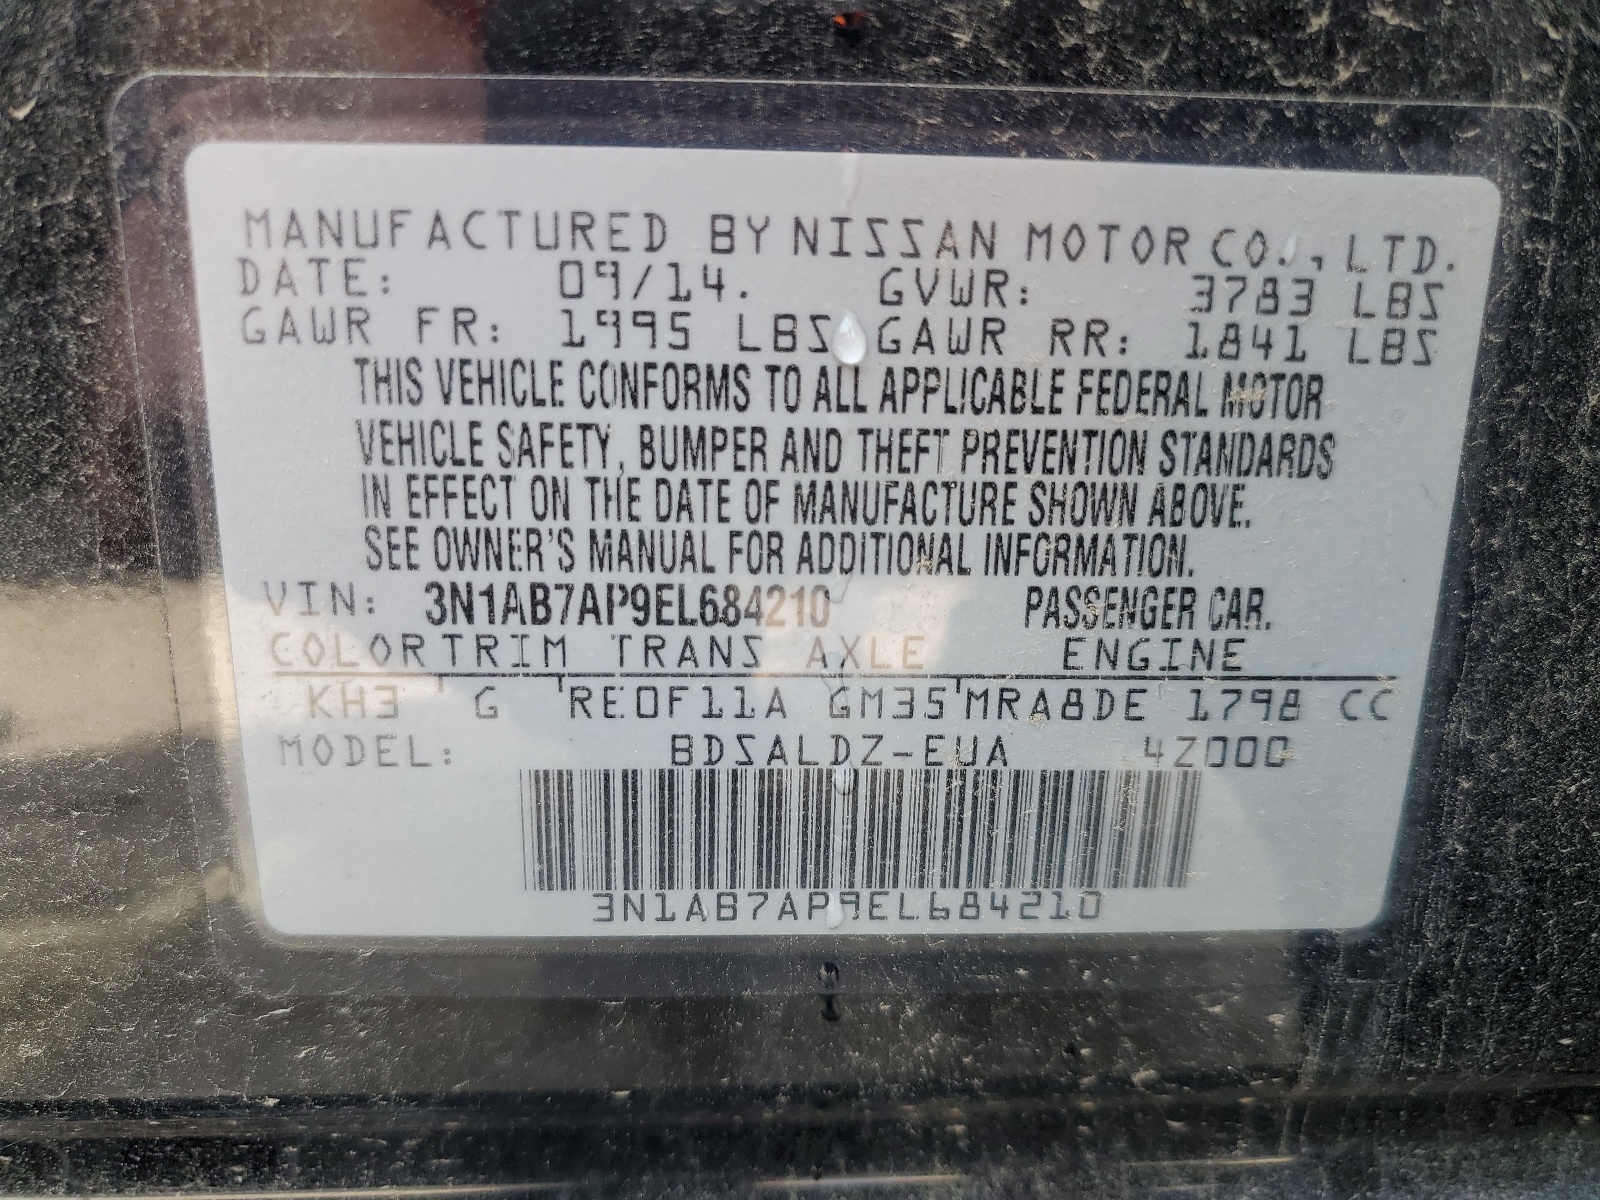 MANUFACTURED BY NISSAN MOTOR CO., LTD.
DATE: 09/14. GVWR: 3783 LBS
GAWR FR: 1995 LBS GAWR RR: 1841 LBS
THIS VEHICLE CONFORMS TO ALL APPLICABLE FEDERAL MOTOR
VEHICLE SAFETY, BUMPER AND THEFT PREVENTION STANDARDS
IN EFFECT ON THE DATE OF MANUFACTURE SHOWN ABOVE.
SEE OWNER'S MANUAL FOR ADDITIONAL INFORMATION.
VIN: 3N1AB7AP9EL684210 PASSENGER CAR.
COLOR TRIM TRANS AXLE ENGINE
KH3 G RE0F11A GM35 MRA8DE 1798 CC
MODEL: BDSALDZ-EUA 4Z000
3N1AB7AP9EL684210